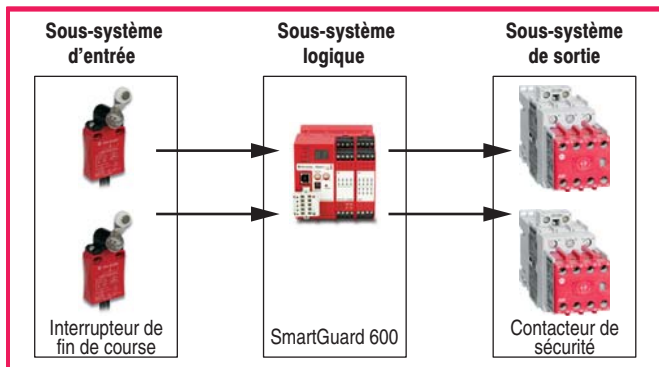 Sous-système
d'entrée
Sous-système
logique
Sous-système
de sortie
Interrupteur de
fin de course
SmartGuard 600
Contacteur de
sécurité